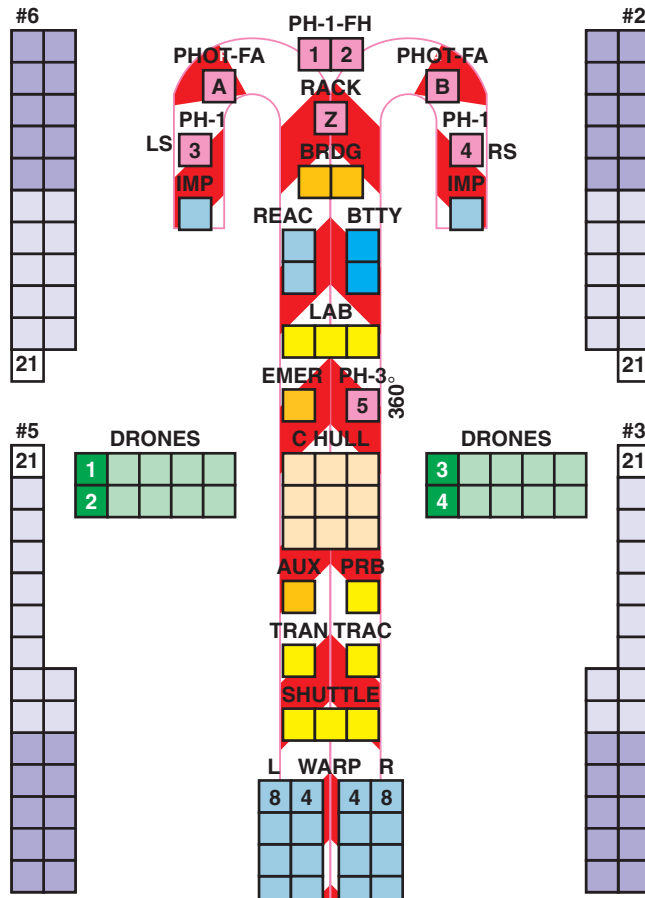 #6 PH-1-FH #2
1 2
PHOT-FA PHOT-FA
A RACK B
Z
PH-1 PH-1
LS 3 4 RS
BRDG
IMP IMP
REAC BTTY
LAB
21 21
EMER PH-3
5 360°
#5 #3
DRONES C HULL DRONES
21 21
1 3
2 4
AUX PRB
TRAN TRAC
SHUTTLE
L WARP R
8 4 4 8